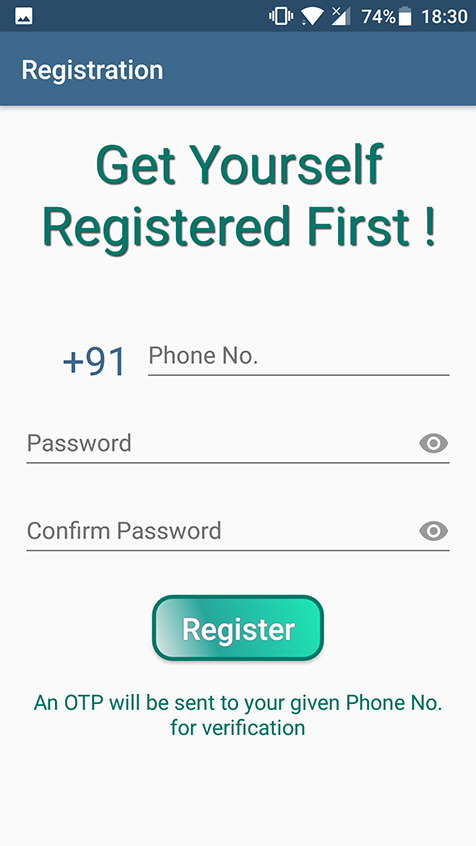 74% 18:30
Registration
Get Yourself
Registered First !
+91 Phone No.
Password
Confirm Password
Register
An OTP will be sent to your given Phone No.
for verification